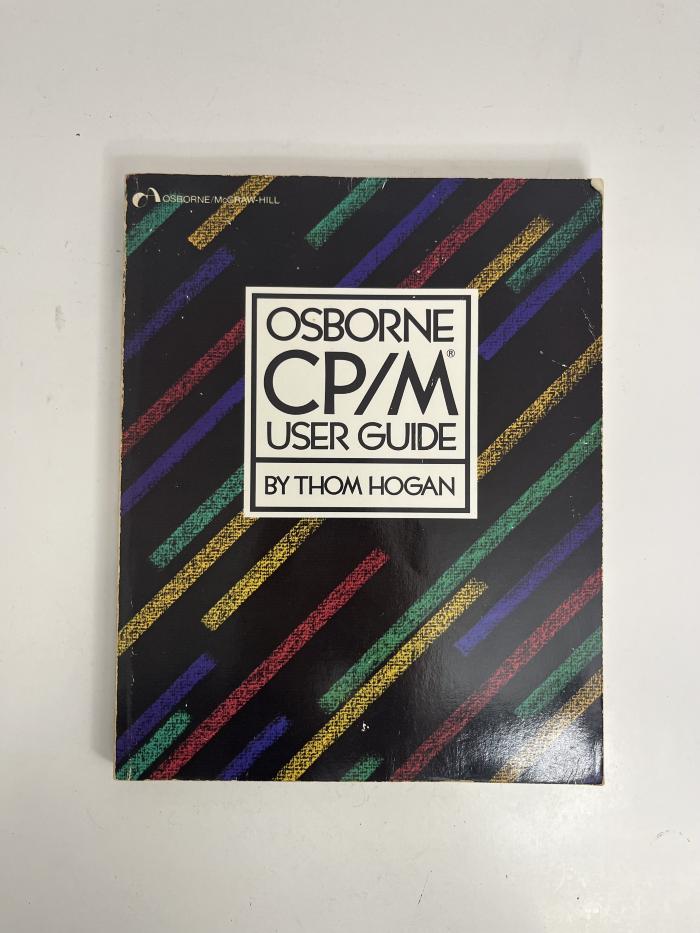 OSBORNE/McGRAW-HILL
OSBORNE
CP/M®
USER GUIDE
BY THOM HOGAN